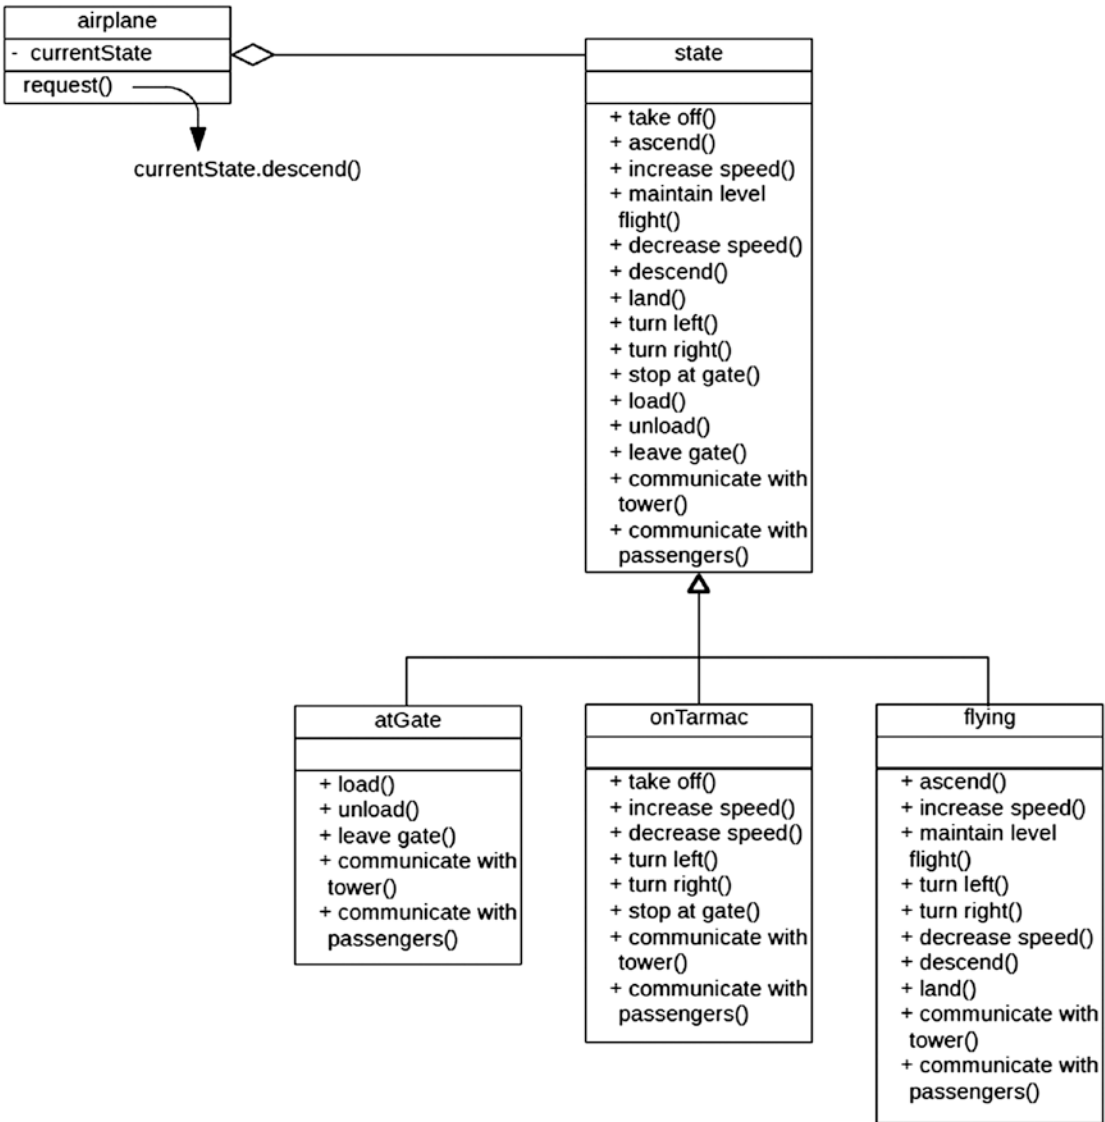 airplane
- currentState
request()
currentState.descend()
state
+ take off()
+ ascend()
+ increase speed()
+ maintain level
flight()
+ decrease speed()
+ descend()
+ land()
+ turn left()
+ turn right()
+ stop at gate()
+ load()
+ unload()
+ leave gate()
+ communicate with
tower()
+ communicate with
passengers()
atGate
+ load()
+ unload()
+ leave gate()
+ communicate with
tower()
+ communicate with
passengers()
onTarmac
+ take off()
+ increase speed()
+ decrease speed()
+ turn left()
+ turn right()
+ stop at gate()
+ communicate with
tower()
+ communicate with
passengers()
flying
+ ascend()
+ increase speed()
+ maintain level
flight()
+ turn left()
+ turn right()
+ decrease speed()
+ descend()
+ land()
+ communicate with
tower()
+ communicate with
passengers()